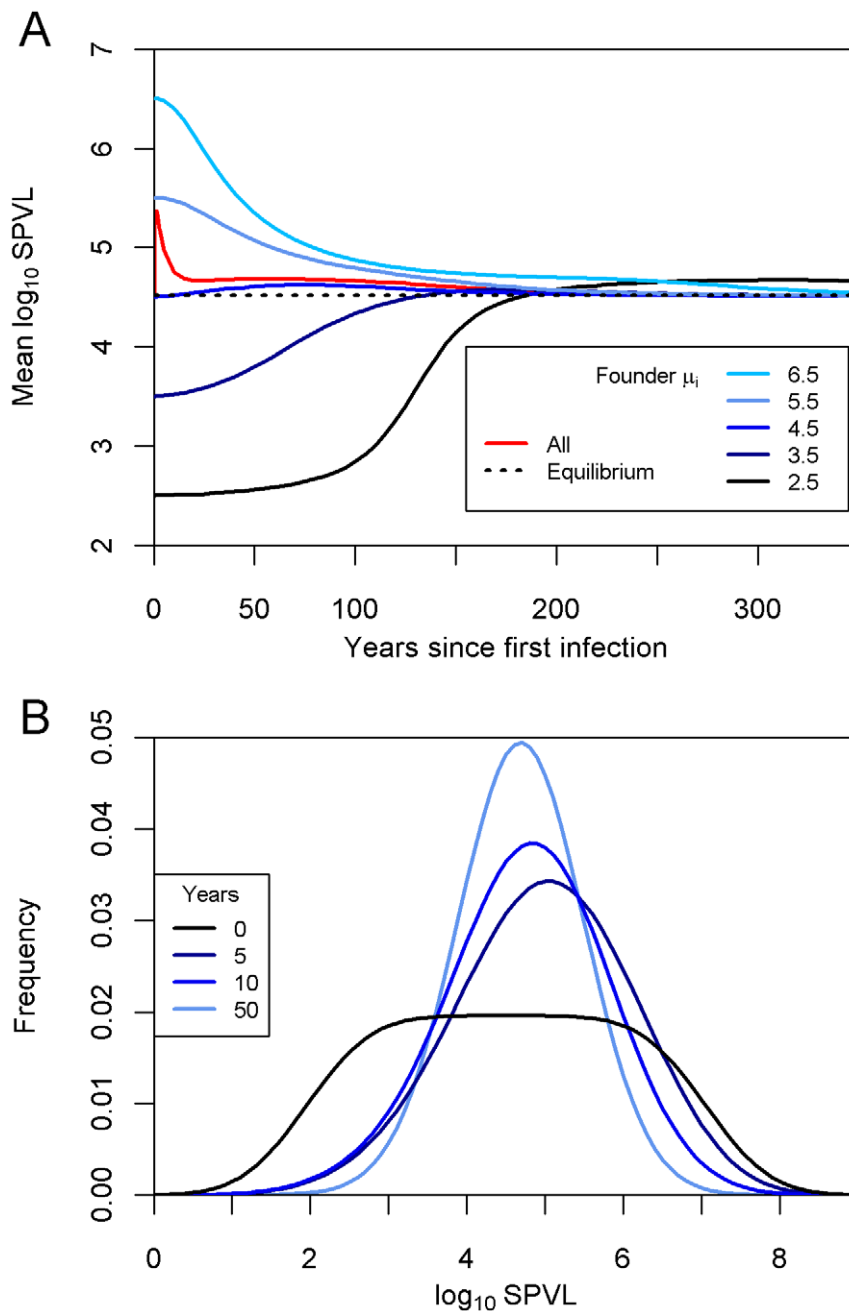 A
Mean log10 SPVL
7
6
5
4
3
2
Founder μi
6.5
5.5
4.5
3.5
2.5
All
Equilibrium
0 50 100 200 300
Years since first infection
B
Frequency
0.05
0.04
0.03
0.02
0.01
0.00
Years
0
5
10
50
0 2 4 6 8
log10 SPVL